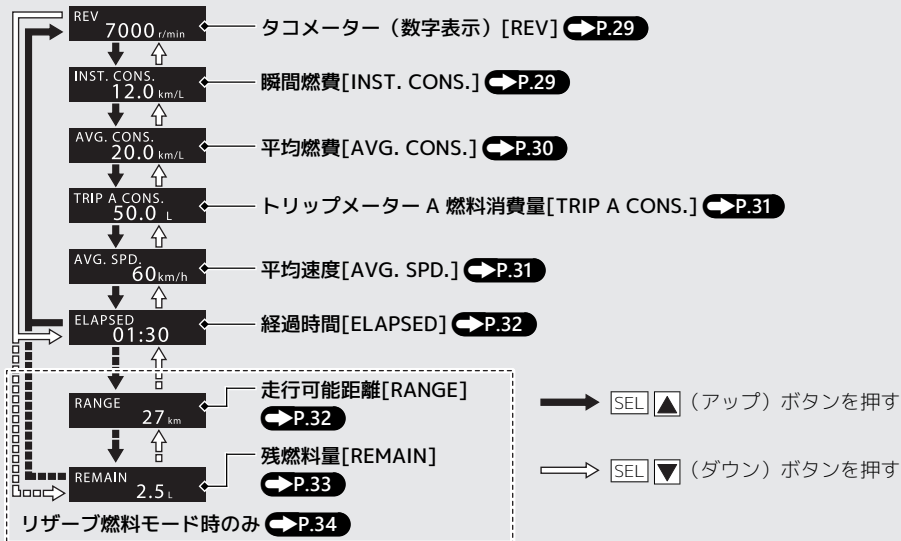 REV
7000 r/min
タコメーター（数字表示）[REV] P.29
INST. CONS.
12.0 km/L
瞬間燃費[INST. CONS.] P.29
AVG. CONS.
20.0 km/L
平均燃費[AVG. CONS.] P.30
TRIP A CONS.
50.0 L
トリップメーター A 燃料消費量[TRIP A CONS.] P.31
AVG. SPD.
60km/h
平均速度[AVG. SPD.] P.31
ELAPSED
01:30
経過時間[ELAPSED] P.32
RANGE
27 km
走行可能距離[RANGE]
P.32
REMAIN
2.5 L
残燃料量[REMAIN]
P.33
リザーブ燃料モード時のみ P.34
SEL ▲（アップ）ボタンを押す
SEL ▼（ダウン）ボタンを押す